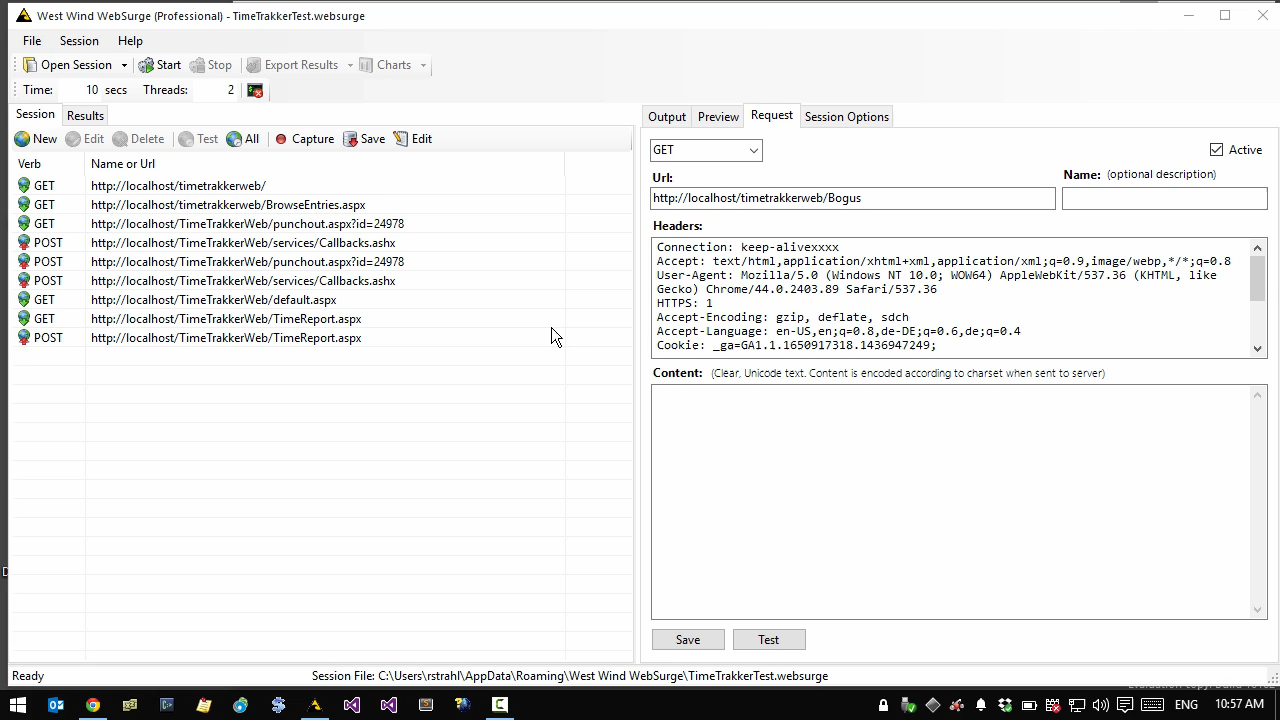 West Wind WebSurge (Professional) - TimeTrakkerTest.websurge
File Session Help
Open Session Start Stop Export Results Charts
Time: 10 secs Threads: 2
Session Results
New Edit Delete Test All Capture Save Edit
Verb Name or Url
GET http://localhost/timetrakkerweb/
GET http://localhost/timetrakkerweb/BrowseEntries.aspx
GET http://localhost/TimeTrakkerWeb/punchout.aspx?id=24978
POST http://localhost/TimeTrakkerWeb/services/Callbacks.ashx
POST http://localhost/TimeTrakkerWeb/punchout.aspx?id=24978
POST http://localhost/TimeTrakkerWeb/services/Callbacks.ashx
GET http://localhost/TimeTrakkerWeb/default.aspx
GET http://localhost/TimeTrakkerWeb/TimeReport.aspx
POST http://localhost/TimeTrakkerWeb/TimeReport.aspx
Output Preview Request Session Options
GET Active
Url: Name: (optional description)
http://localhost/timetrakkerweb/Bogus
Headers:
Connection: keep-alivexxxx
Accept: text/html,application/xhtml+xml,application/xml;q=0.9,image/webp,*/*;q=0.8
User-Agent: Mozilla/5.0 (Windows NT 10.0; WOW64) AppleWebKit/537.36 (KHTML, like
Gecko) Chrome/44.0.2403.89 Safari/537.36
HTTPS: 1
Accept-Encoding: gzip, deflate, sdch
Accept-Language: en-US,en;q=0.8,de-DE;q=0.6,de;q=0.4
Cookie: _ga=GA1.1.1650917318.1436947249;
Content: (Clear, Unicode text. Content is encoded according to charset when sent to server)
Save Test
Ready Session File: C:\Users\rstrahl\AppData\Roaming\West Wind WebSurge\TimeTrakkerTest.websurge
ENG 10:57 AM